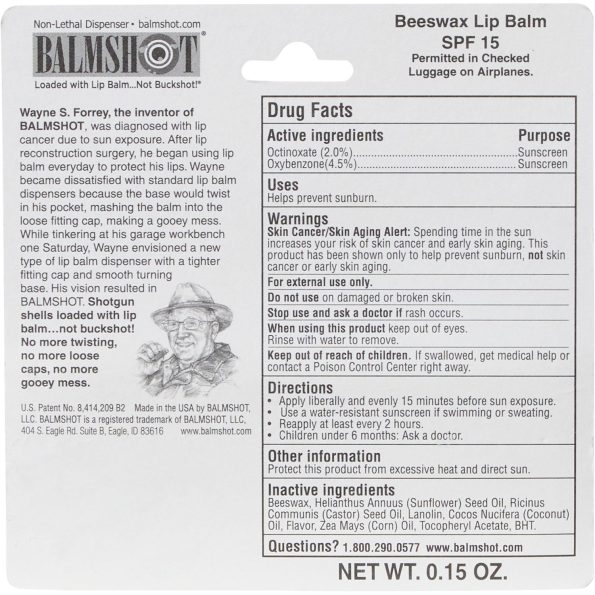 Non-Lethal Dispenser • balmshot.com
BALMSHOT
Loaded with Lip Balm...Not Buckshot!®
Wayne S. Forrey, the inventor of
BALMSHOT, was diagnosed with lip
cancer due to sun exposure. After lip
reconstruction surgery, he began using lip
balm everyday to protect his lips. Wayne
became dissatisfied with standard lip balm
dispensers because the base would twist
in his pocket, mashing the balm into the
loose fitting cap, making a gooey mess.
While tinkering at his garage workbench
one Saturday, Wayne envisioned a new
type of lip balm dispenser with a tighter
fitting cap and smooth turning
base. His vision resulted in
BALMSHOT. Shotgun
shells loaded with lip
balm...not buckshot!
No more twisting,
no more loose
caps, no more
gooey mess.
U.S. Patent No. 8,414,209 B2 Made in the USA by BALMSHOT,
LLC. BALMSHOT is a registered trademark of BALMSHOT, LLC,
404 S. Eagle Rd. Suite B, Eagle, ID 83616 www.balmshot.com
Beeswax Lip Balm
SPF 15
Permitted in Checked
Luggage on Airplanes.
Drug Facts
Active ingredients Purpose
Octinoxate (2.0%)...Sunscreen
Oxybenzone(4.5%)...Sunscreen
Uses
Helps prevent sunburn.
Warnings
Skin Cancer/Skin Aging Alert: Spending time in the sun
increases your risk of skin cancer and early skin aging. This
product has been shown only to help prevent sunburn, not skin
cancer or early skin aging.
For external use only.
Do not use on damaged or broken skin.
Stop use and ask a doctor if rash occurs.
When using this product keep out of eyes.
Rinse with water to remove.
Keep out of reach of children. If swallowed, get medical help or
contact a Poison Control Center right away.
Directions
• Apply liberally and evenly 15 minutes before sun exposure.
• Use a water-resistant sunscreen if swimming or sweating.
• Reapply at least every 2 hours.
• Children under 6 months: Ask a doctor.
Other information
Protect this product from excessive heat and direct sun.
Inactive ingredients
Beeswax, Helianthus Annuus (Sunflower) Seed Oil, Ricinus
Communis (Castor) Seed Oil, Lanolin, Cocos Nucifera (Coconut)
Oil, Flavor, Zea Mays (Corn) Oil, Tocopheryl Acetate, BHT.
Questions? 1.800.290.0577 www.balmshot.com
NET WT. 0.15 OZ.